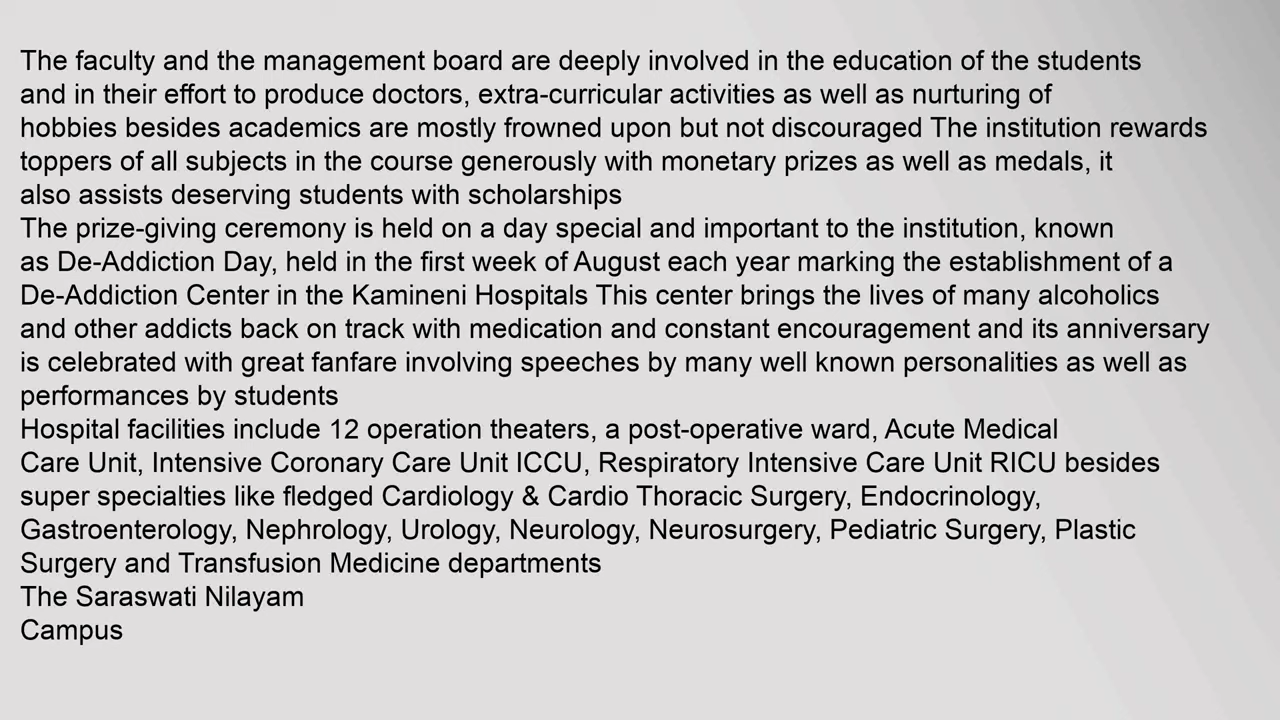 The faculty and the management board are deeply involved in the education of the students
and in their effort to produce doctors, extra-curricular activities as well as nurturing of
hobbies besides academics are mostly frowned upon but not discouraged The institution rewards
toppers of all subjects in the course generously with monetary prizes as well as medals, it
also assists deserving students with scholarships
The prize-giving ceremony is held on a day special and important to the institution, known
as De-Addiction Day, held in the first week of August each year marking the establishment of a
De-Addiction Center in the Kamineni Hospitals This center brings the lives of many alcoholics
and other addicts back on track with medication and constant encouragement and its anniversary
is celebrated with great fanfare involving speeches by many well known personalities as well as
performances by students
Hospital facilities include 12 operation theaters, a post-operative ward, Acute Medical
Care Unit, Intensive Coronary Care Unit ICCU, Respiratory Intensive Care Unit RICU besides
super specialties like fledged Cardiology & Cardio Thoracic Surgery, Endocrinology,
Gastroenterology, Nephrology, Urology, Neurology, Neurosurgery, Pediatric Surgery, Plastic
Surgery and Transfusion Medicine departments
The Saraswati Nilayam
Campus